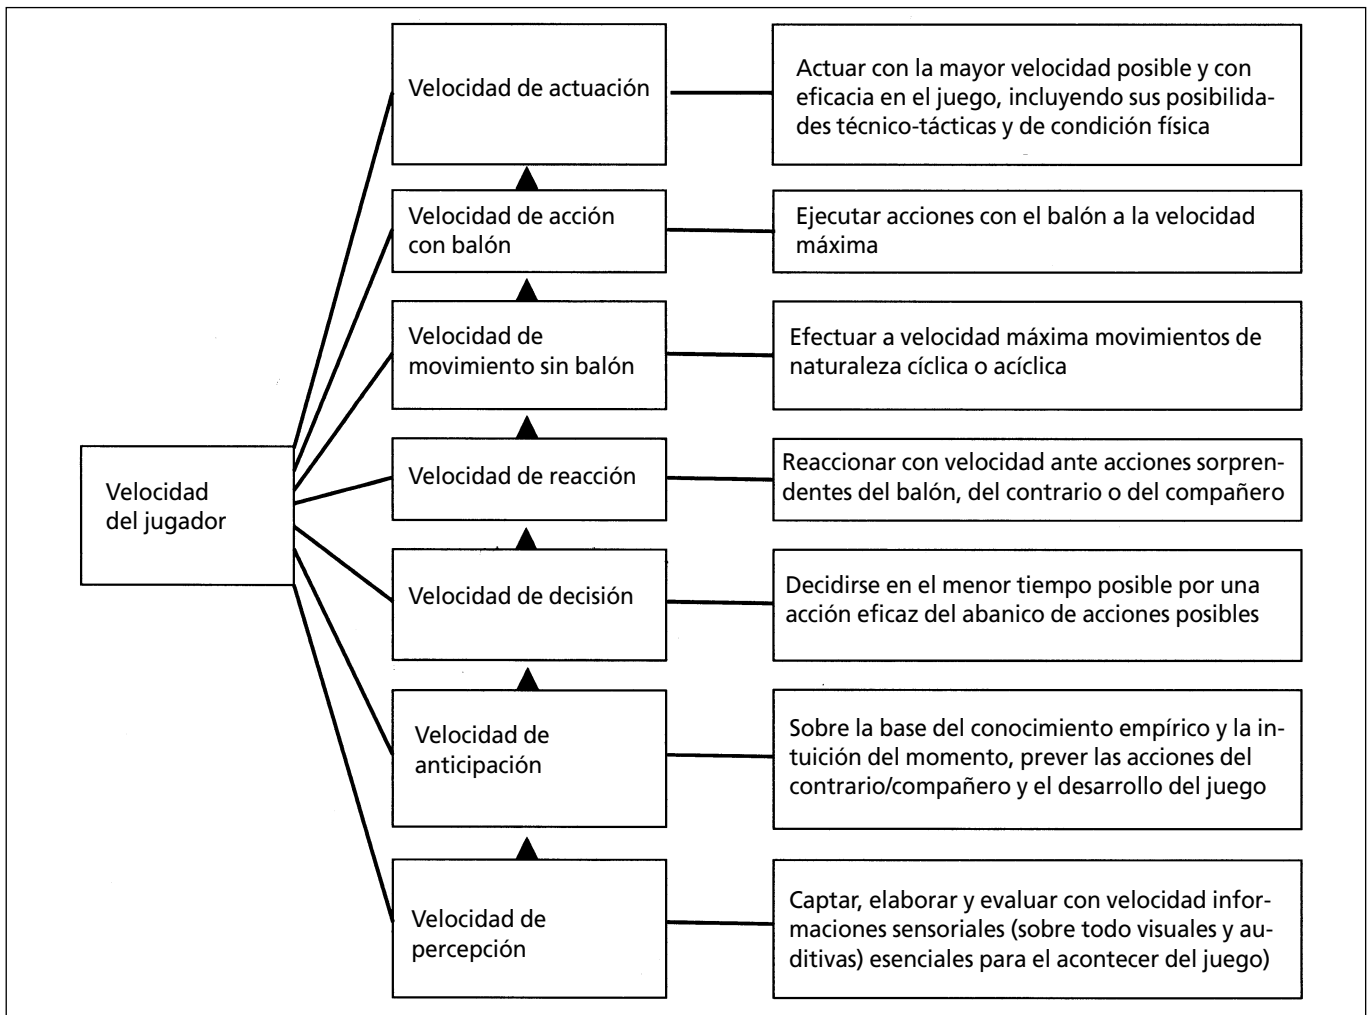 Velocidad de actuación
Actuar con la mayor velocidad posible y con
eficacia en el juego, incluyendo sus posibilida-
des técnico-tácticas y de condición física
Velocidad de acción
con balón
Ejecutar acciones con el balón a la velocidad
máxima
Velocidad de
movimiento sin balón
Efectuar a velocidad máxima movimientos de
naturaleza cíclica o acíclica
Velocidad
del jugador
Velocidad de reacción
Reaccionar con velocidad ante acciones sorpren-
dentes del balón, del contrario o del compañero
Velocidad de decisión
Decidirse en el menor tiempo posible por una
acción eficaz del abanico de acciones posibles
Velocidad de
anticipación
Sobre la base del conocimiento empírico y la in-
tuición del momento, prever las acciones del
contrario/compañero y el desarrollo del juego
Velocidad de
percepción
Captar, elaborar y evaluar con velocidad infor-
maciones sensoriales (sobre todo visuales y au-
ditivas) esenciales para el acontecer del juego)